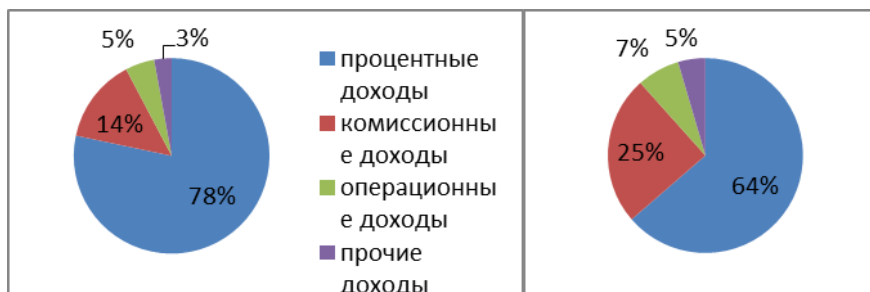 5%
3%
14%
78%
процентные
доходы
комиссионны
е доходы
операционны
е доходы
прочие
доходы
7%
5%
25%
64%